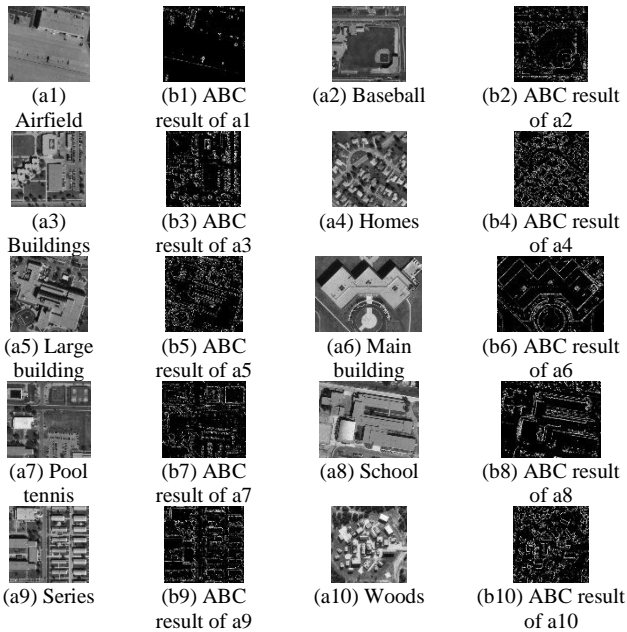 (a1)
Airfield
(b1) ABC
result of a1
(a2) Baseball
(b2) ABC result
of a2
(a3)
Buildings
(b3) ABC
result of a3
(a4) Homes
(b4) ABC result
of a4
(a5) Large
building
(b5) ABC
result of a5
(a6) Main
building
(b6) ABC result
of a6
(a7) Pool
tennis
(b7) ABC
result of a7
(a8) School
(b8) ABC result
of a8
(a9) Series
(b9) ABC
result of a9
(a10) Woods
(b10) ABC result
of a10